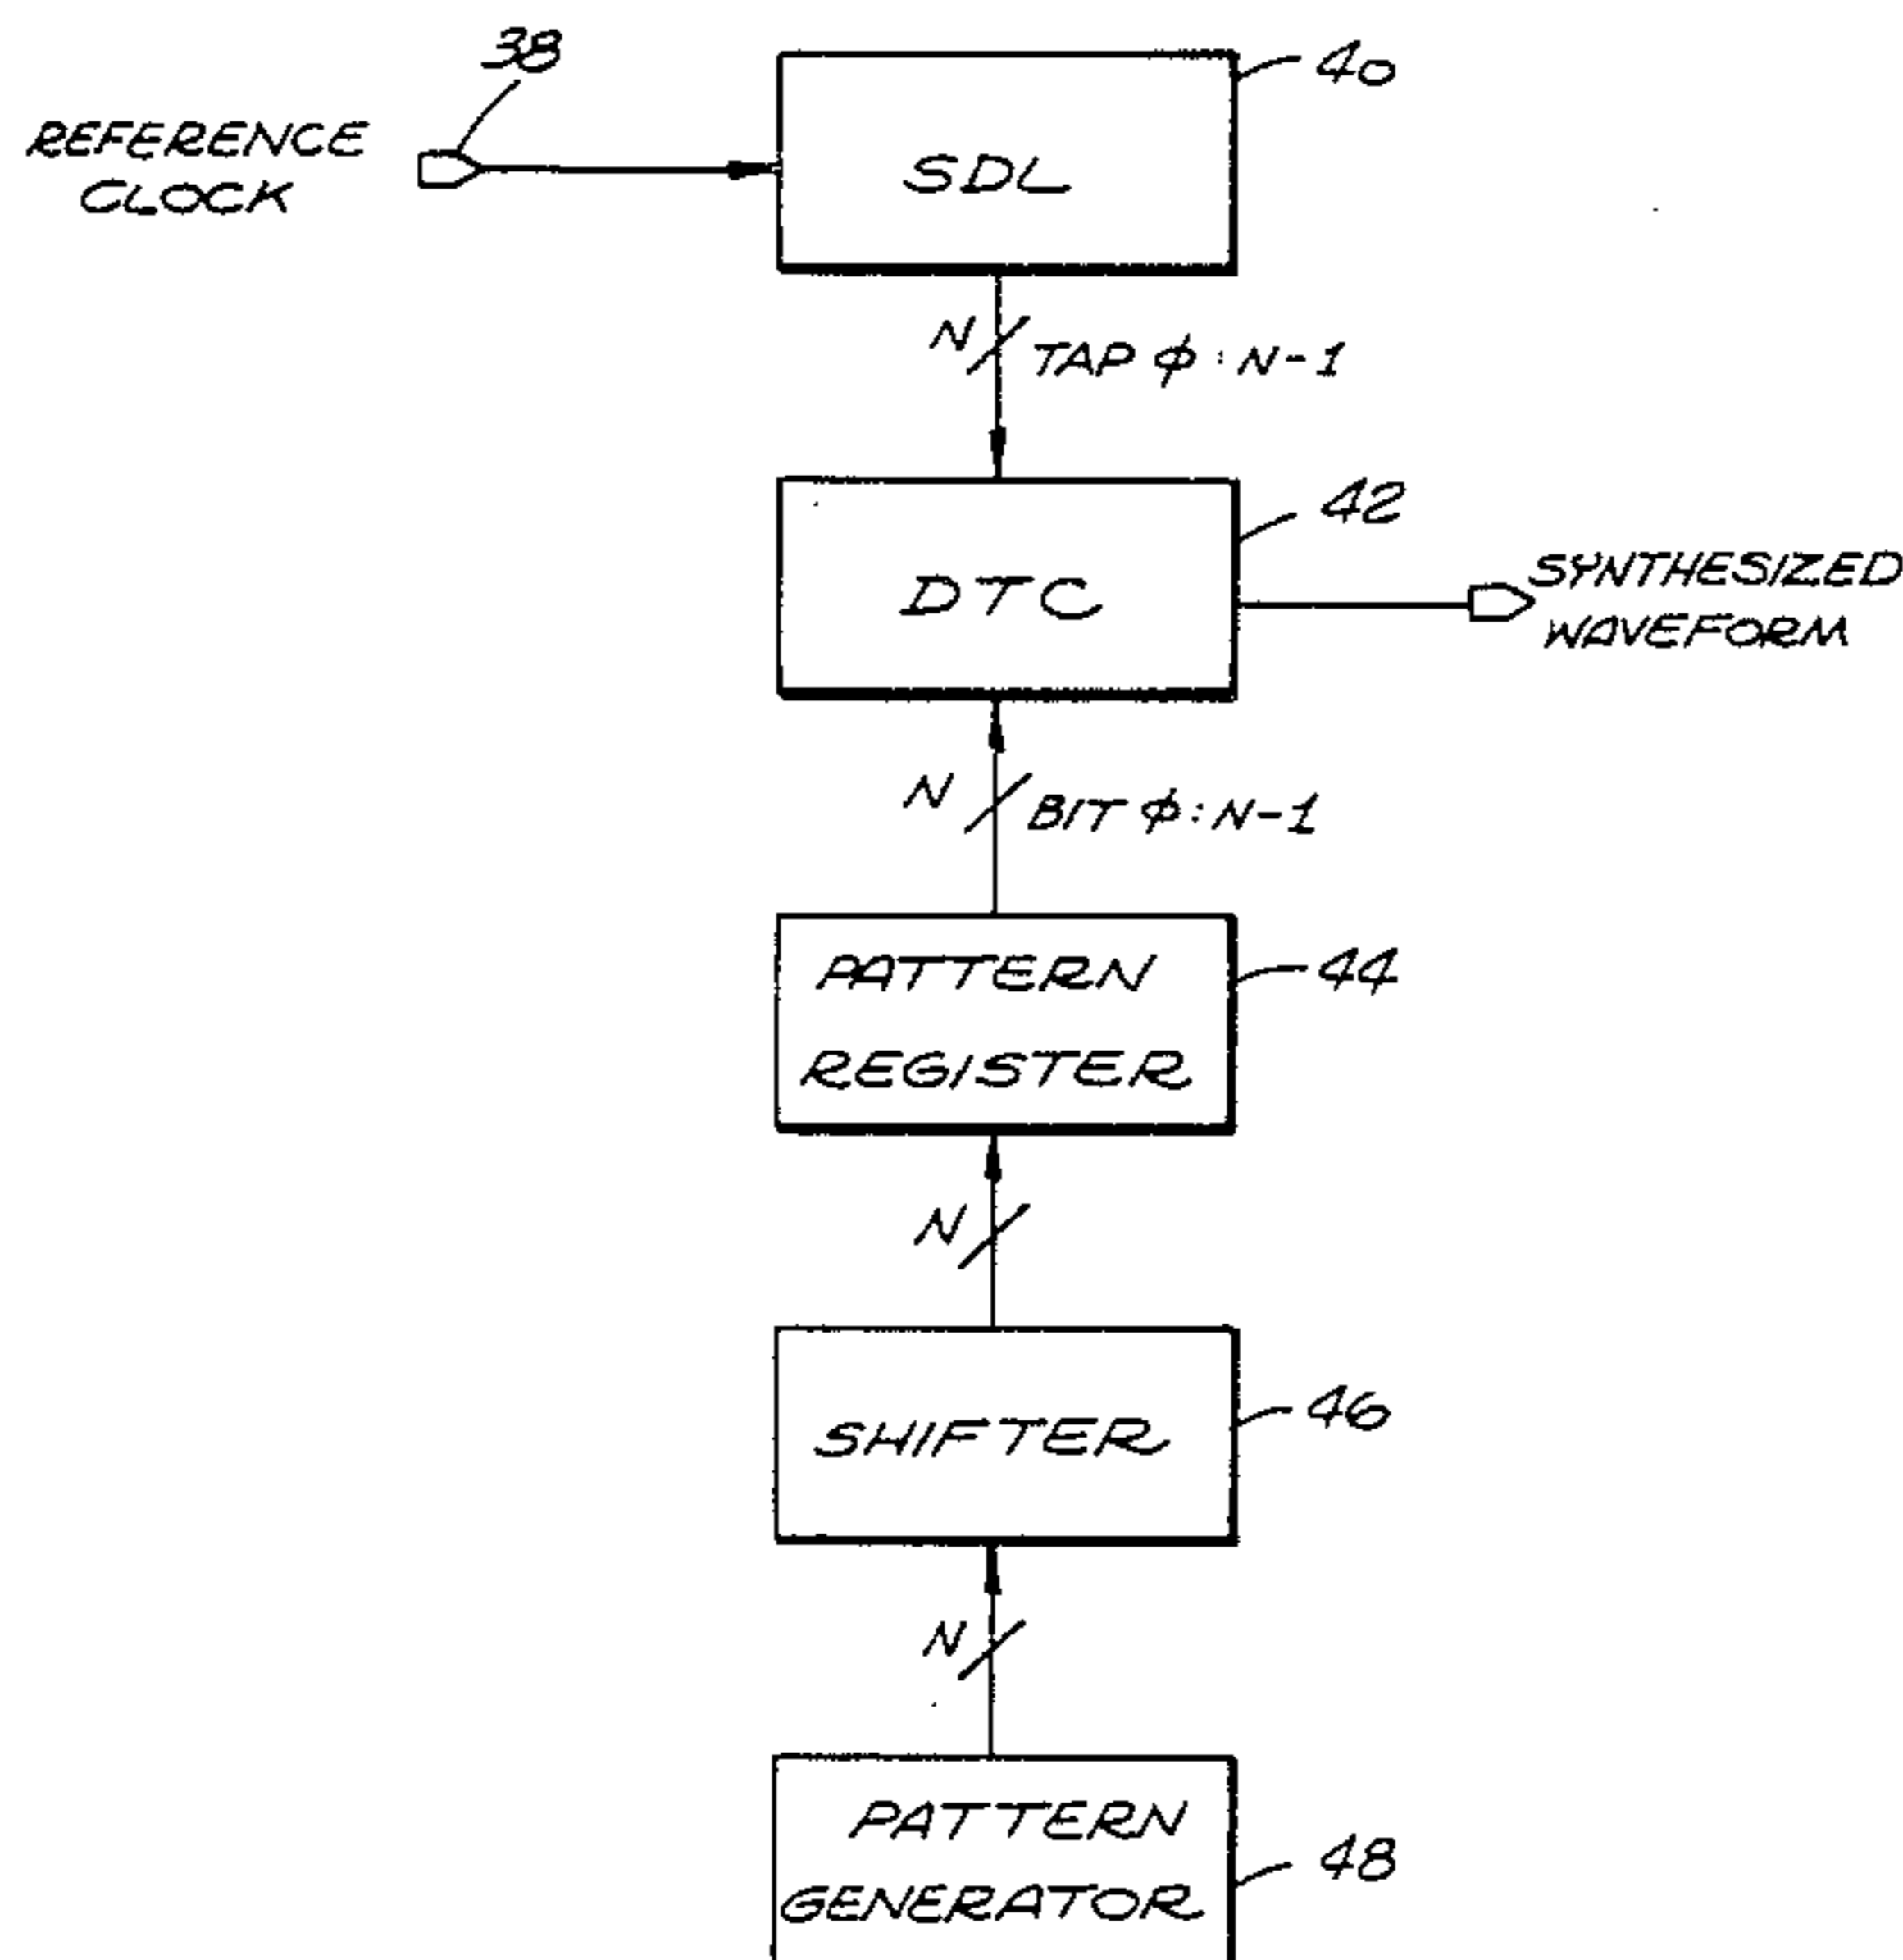 38
40
REFERENCE
CLOCK
SDL
N TAP ϕ : N-1
42
DTC
SYNTHESIZED
WAVEFORM
N BIT ϕ : N-1
PATTERN
44
REGISTER
N
SHIFTER
46
N
PATTERN
48
GENERATOR